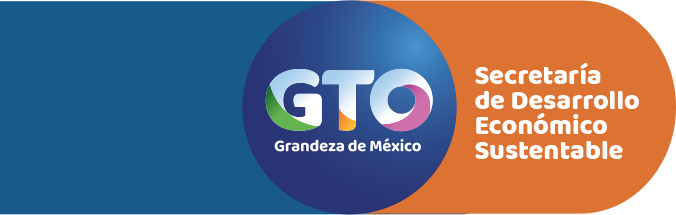 GTO
Grandeza de México
Secretaría
de Desarrollo
Económico
Sustentable